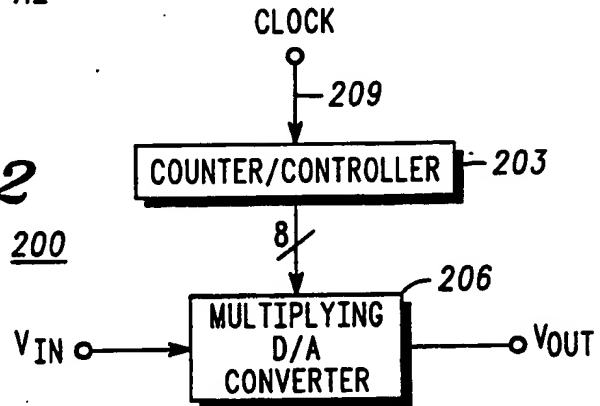 CLOCK
209
COUNTER/CONTROLLER
203
2
200
8
206
VIN
MULTIPLYING
D/A
CONVERTER
VOUT